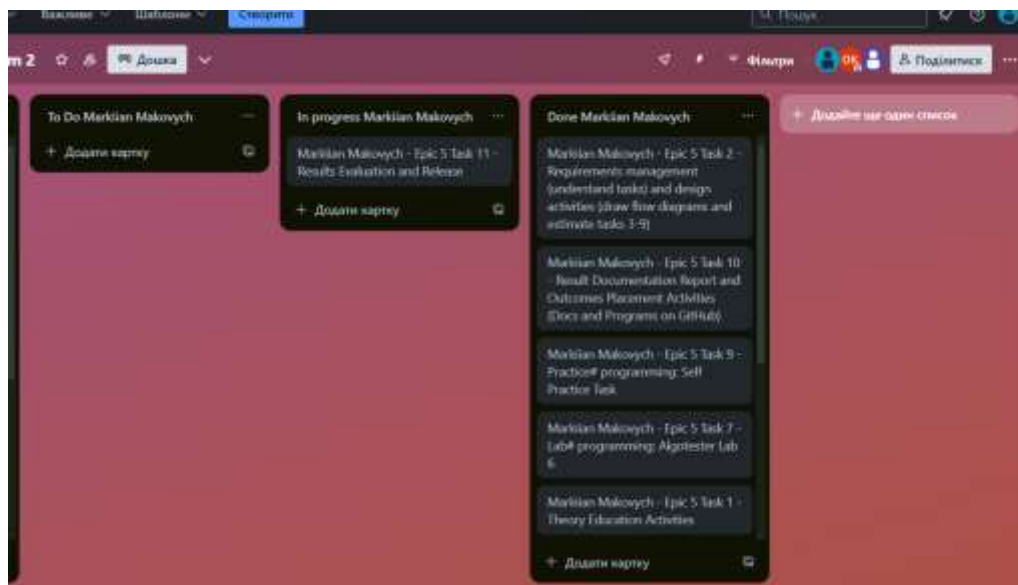 Важливе Шаблони Створити Пошук
m 2 Дошка Фільтри OK Поділитися
To Do Markiian Makovych
+ Додати картку
In progress Markiian Makovych
Markiian Makovych - Epic 5 Task 11 -
Results Evaluation and Release
+ Додати картку
Done Markiian Makovych
Markiian Makovych - Epic 5 Task 2 -
Requirements management
(understand tasks) and design
activities (draw flow diagrams and
estimate tasks 3-9)
Markiian Makovych - Epic 5 Task 10
- Result Documentation Report and
Outcomes Placement Activities
(Docs and Programs on GitHub)
Markiian Makovych - Epic 5 Task 9 -
Practice# programming: Self
Practice Task
Markiian Makovych - Epic 5 Task 7 -
Lab# programming: Algotester Lab
6
Markiian Makovych - Epic 5 Task 1 -
Theory Education Activities
+ Додати картку
+ Додайте ще один список